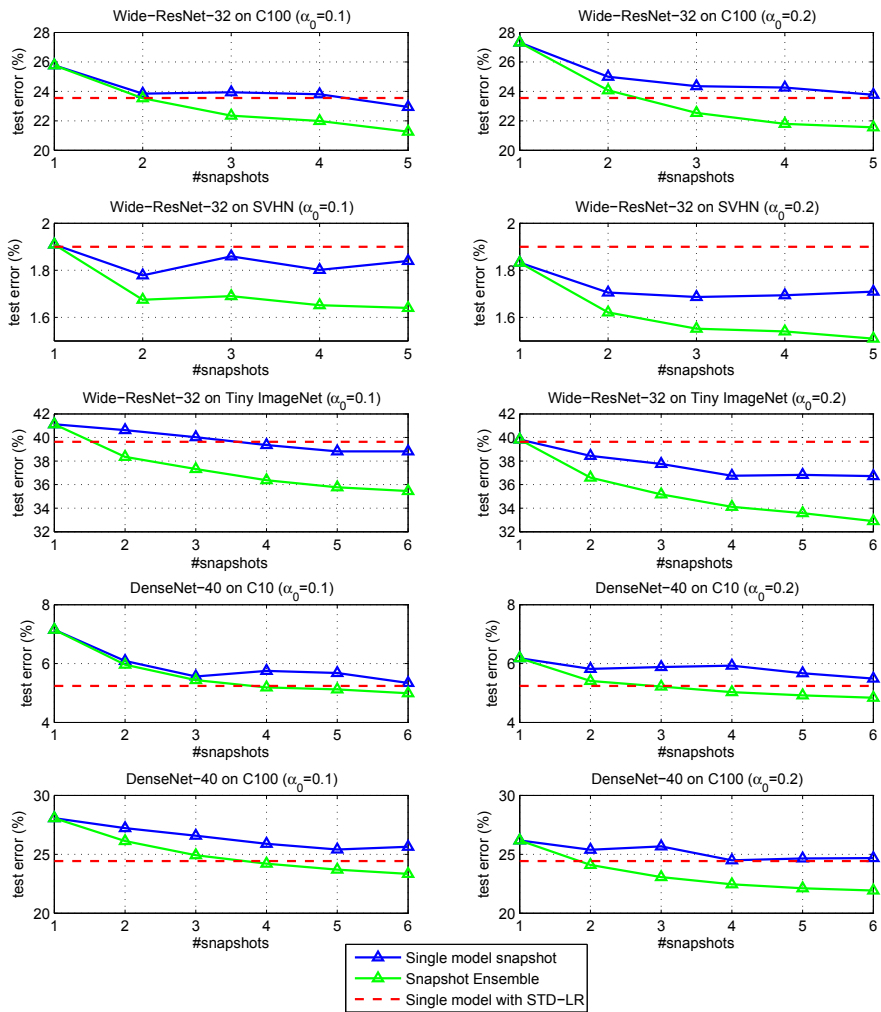 Wide−ResNet−32 on C100 (α0=0.1)
28
26
24
22
20
test error (%)
1 2 3 4 5
#snapshots
Wide−ResNet−32 on C100 (α0=0.2)
28
26
24
22
20
test error (%)
1 2 3 4 5
#snapshots
Wide−ResNet−32 on SVHN (α0=0.1)
2
1.8
1.6
test error (%)
1 2 3 4 5
#snapshots
Wide−ResNet−32 on SVHN (α0=0.2)
2
1.8
1.6
test error (%)
1 2 3 4 5
#snapshots
Wide−ResNet−32 on Tiny ImageNet (α0=0.1)
42
40
38
36
34
32
test error (%)
1 2 3 4 5 6
#snapshots
Wide−ResNet−32 on Tiny ImageNet (α0=0.2)
42
40
38
36
34
32
test error (%)
1 2 3 4 5 6
#snapshots
DenseNet−40 on C10 (α0=0.1)
8
6
4
test error (%)
1 2 3 4 5 6
#snapshots
DenseNet−40 on C10 (α0=0.2)
8
6
4
test error (%)
1 2 3 4 5 6
#snapshots
DenseNet−40 on C100 (α0=0.1)
30
25
20
test error (%)
1 2 3 4 5 6
#snapshots
DenseNet−40 on C100 (α0=0.2)
30
25
20
test error (%)
1 2 3 4 5 6
#snapshots
Single model snapshot
Snapshot Ensemble
Single model with STD−LR